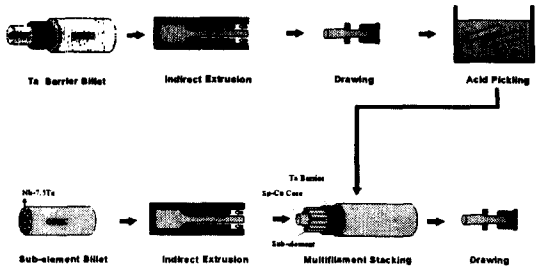 Ta Barrier Billet
Indirect Extrusion
Drawing
Acid Pickling
Nb-7.5Ta
Ta Barrier
Sp-Cu Core
Sub-element
Sub-element Billet
Indirect Extrusion
Multifilament Stacking
Drawing